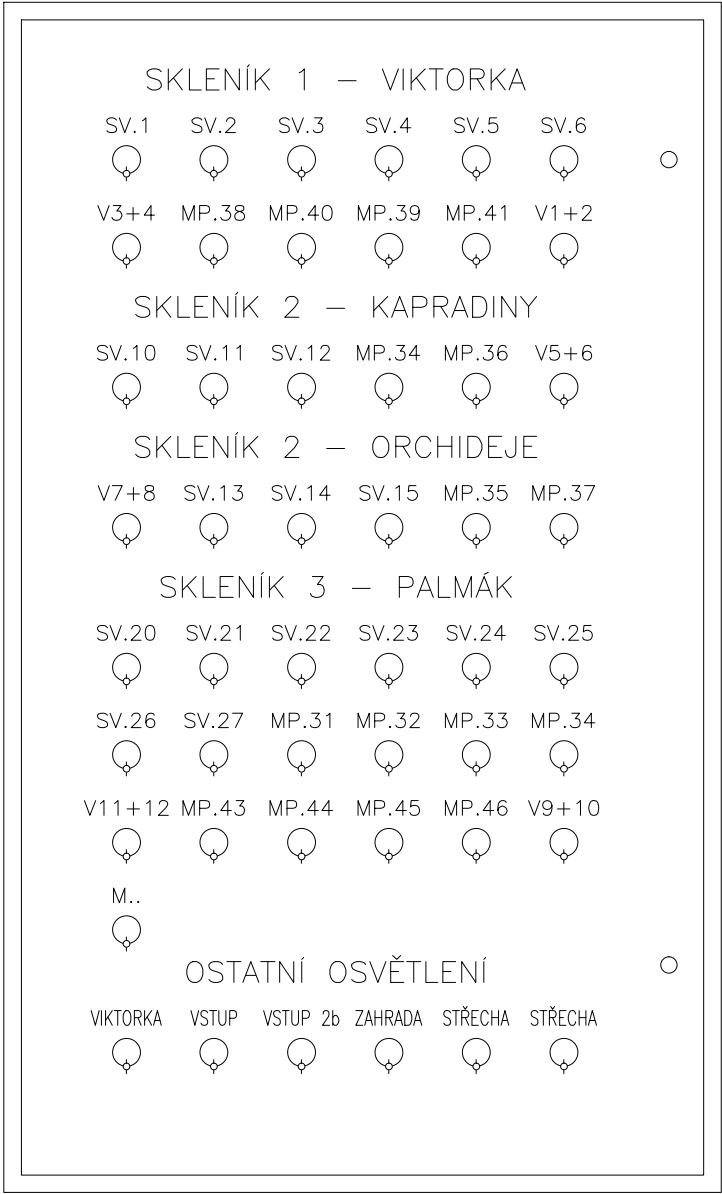 SKLENÍK 1 – VIKTORKA
SV.1 SV.2 SV.3 SV.4 SV.5 SV.6
V3+4 MP.38 MP.40 MP.39 MP.41 V1+2
SKLENÍK 2 – KAPRADINY
SV.10 SV.11 SV.12 MP.34 MP.36 V5+6
SKLENÍK 2 – ORCHIDEJE
V7+8 SV.13 SV.14 SV.15 MP.35 MP.37
SKLENÍK 3 – PALMÁK
SV.20 SV.21 SV.22 SV.23 SV.24 SV.25
SV.26 SV.27 MP.31 MP.32 MP.33 MP.34
V11+12 MP.43 MP.44 MP.45 MP.46 V9+10
M..
OSTATNÍ OSVĚTLENÍ
VIKTORKA VSTUP VSTUP 2b ZAHRADA STŘECHA STŘECHA